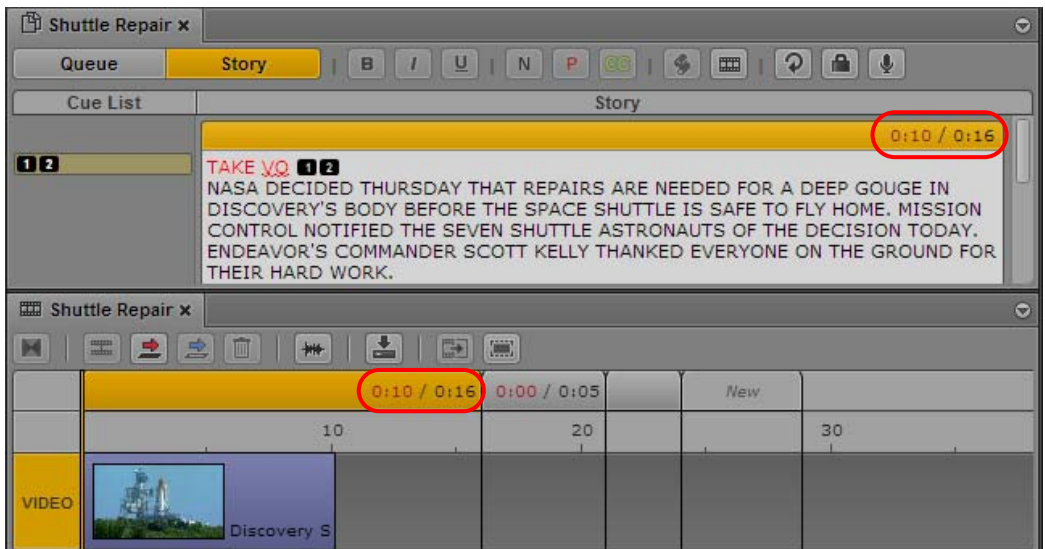 Shuttle Repair ×
Queue Story B I U N P CC
Cue List Story
0:10 / 0:16
1 2 TAKE VO 1 2
NASA DECIDED THURSDAY THAT REPAIRS ARE NEEDED FOR A DEEP GOUGE IN
DISCOVERY'S BODY BEFORE THE SPACE SHUTTLE IS SAFE TO FLY HOME. MISSION
CONTROL NOTIFIED THE SEVEN SHUTTLE ASTRONAUTS OF THE DECISION TODAY.
ENDEAVOR'S COMMANDER SCOTT KELLY THANKED EVERYONE ON THE GROUND FOR
THEIR HARD WORK.
Shuttle Repair ×
0:10 / 0:16 0:00 / 0:05 New
10 20 30
VIDEO
Discovery S